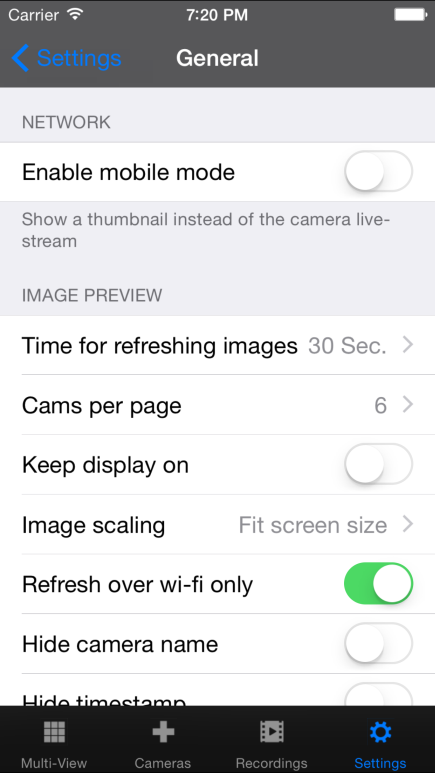 Carrier 7:20 PM
Settings General
NETWORK
Enable mobile mode
Show a thumbnail instead of the camera live-
stream
IMAGE PREVIEW
Time for refreshing images 30 Sec.
Cams per page 6
Keep display on
Image scaling Fit screen size
Refresh over wi-fi only
Hide camera name
Hide timestamp
Multi-View Cameras Recordings Settings